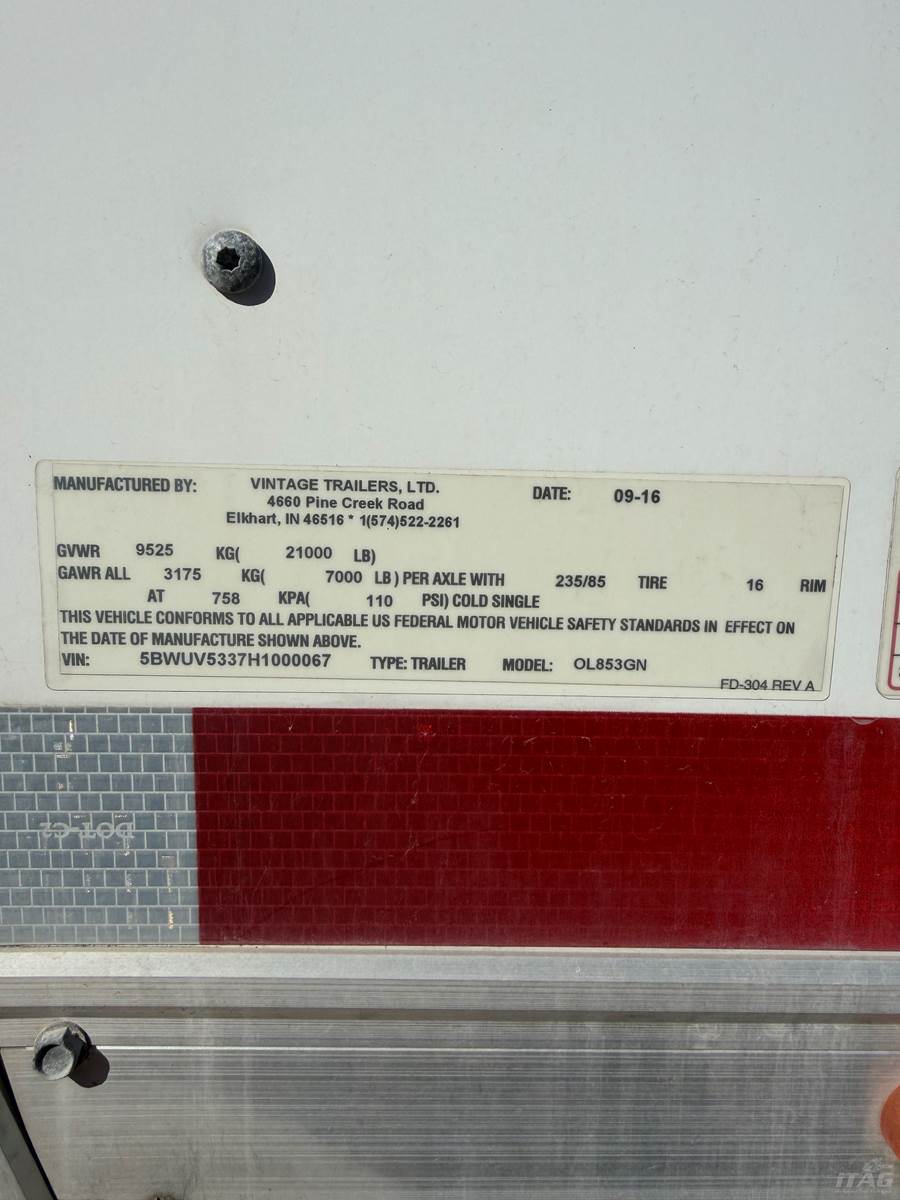 MANUFACTURED BY: VINTAGE TRAILERS, LTD. DATE: 09-16
4660 Pine Creek Road
Elkhart, IN 46516 * 1(574)522-2261
GVWR 9525 KG( 21000 LB)
GAWR ALL 3175 KG( 7000 LB ) PER AXLE WITH 235/85 TIRE 16 RIM
AT 758 KPA( 110 PSI) COLD SINGLE
THIS VEHICLE CONFORMS TO ALL APPLICABLE US FEDERAL MOTOR VEHICLE SAFETY STANDARDS IN EFFECT ON
THE DATE OF MANUFACTURE SHOWN ABOVE.
VIN: 5BWUV5337H1000067 TYPE: TRAILER MODEL: OL853GN
FD-304 REV A
DOT-C2
ITAG